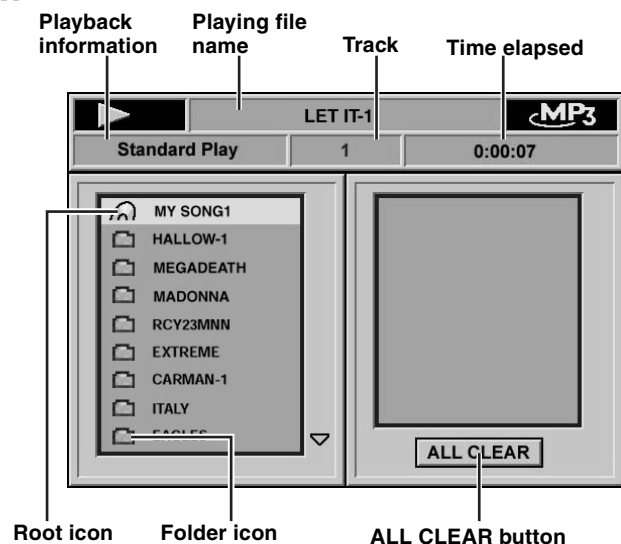 Playback information
Playing file name
Track
Time elapsed
LET IT-1
MP3
Standard Play
1
0:00:07
MY SONG1
HALLOW-1
MEGADEATH
MADONNA
RCY23MNN
EXTREME
CARMAN-1
ITALY
EAGLES
ALL CLEAR
Root icon
Folder icon
ALL CLEAR button